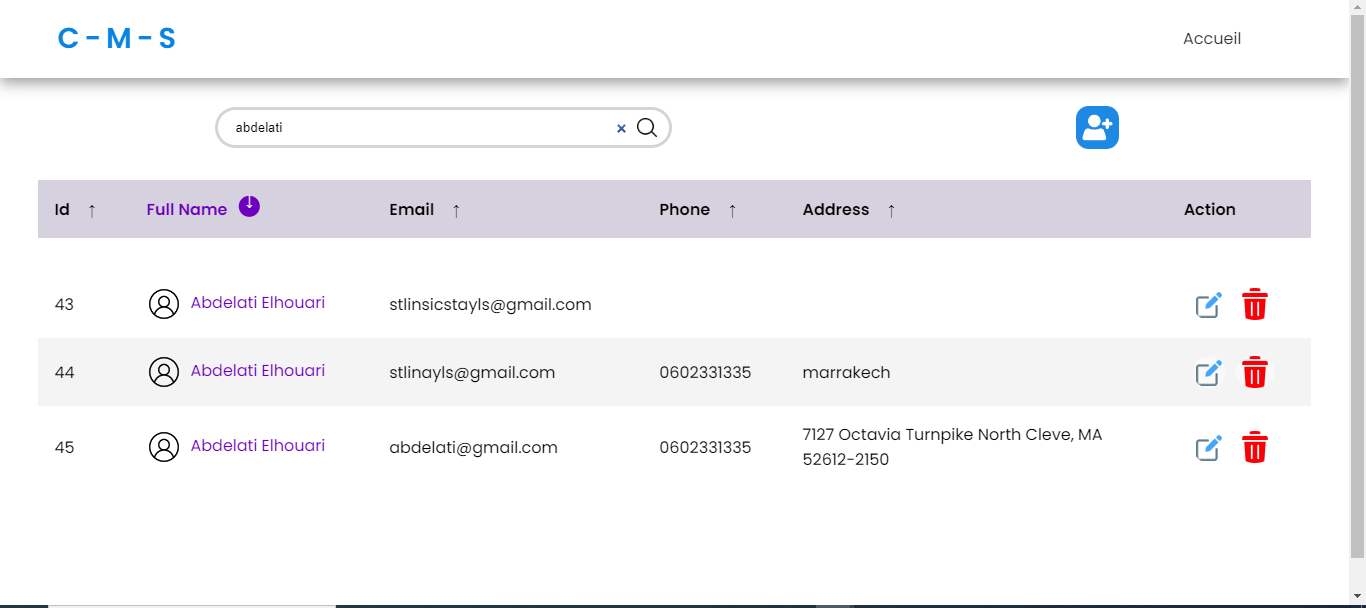 C - M - S
Accueil
abdelati
Id ↑ Full Name ↓ Email ↑ Phone ↑ Address ↑ Action
43 Abdelati Elhouari stlinsicstayls@gmail.com
44 Abdelati Elhouari stlinayls@gmail.com 0602331335 marrakech
45 Abdelati Elhouari abdelati@gmail.com 0602331335 7127 Octavia Turnpike North Cleve, MA
52612-2150